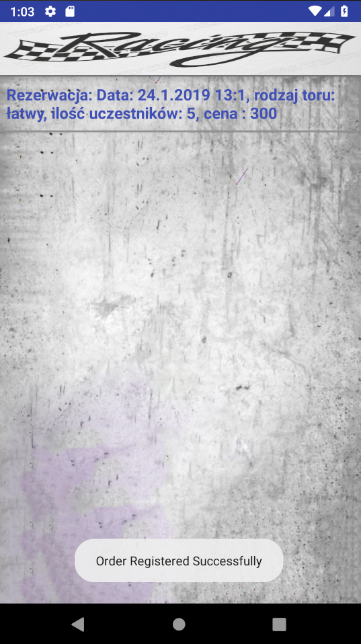 1:03
Racing
Rezerwacja: Data: 24.1.2019 13:1, rodzaj toru:
łatwy, ilość uczestników: 5, cena : 300
Order Registered Successfully